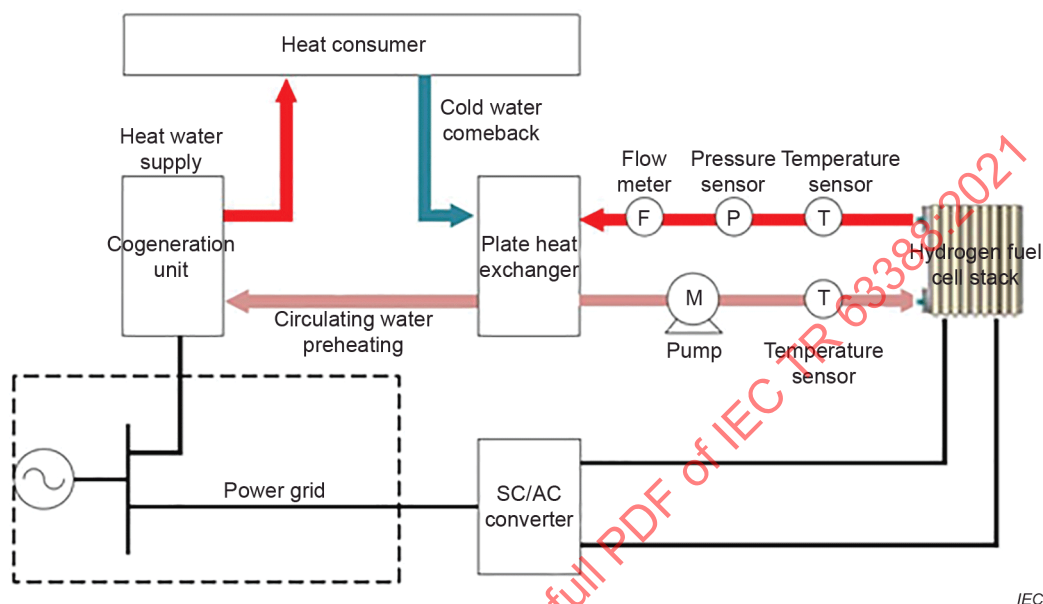 Heat consumer
Cold water
comeback
Heat water
supply
Flow
meter
Pressure
sensor
Temperature
sensor
F
P
T
Cogeneration
unit
Plate heat
exchanger
Hydrogen fuel
cell stack
M
T
Circulating water
preheating
Pump
Temperature
sensor
Power grid
SC/AC
converter
full PDF of IEC TR 63388:2021
IEC